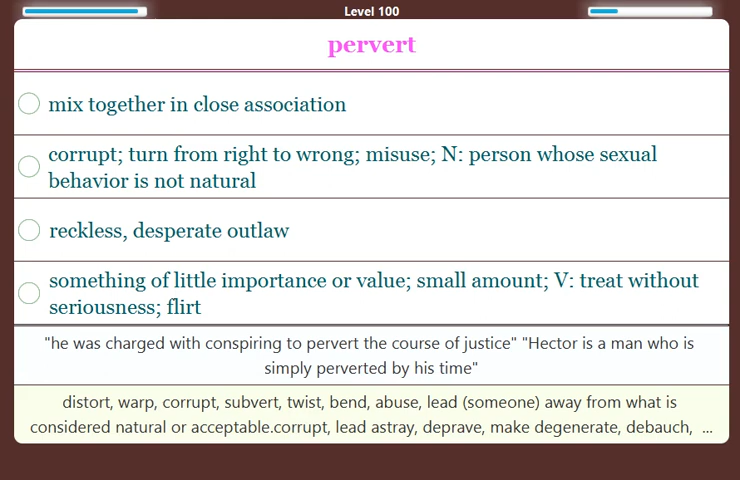 Level 100
pervert
mix together in close association
corrupt; turn from right to wrong; misuse; N: person whose sexual
behavior is not natural
reckless, desperate outlaw
something of little importance or value; small amount; V: treat without
seriousness; flirt
"he was charged with conspiring to pervert the course of justice" "Hector is a man who is
simply perverted by his time"
distort, warp, corrupt, subvert, twist, bend, abuse, lead (someone) away from what is
considered natural or acceptable.corrupt, lead astray, deprave, make degenerate, debauch, ...